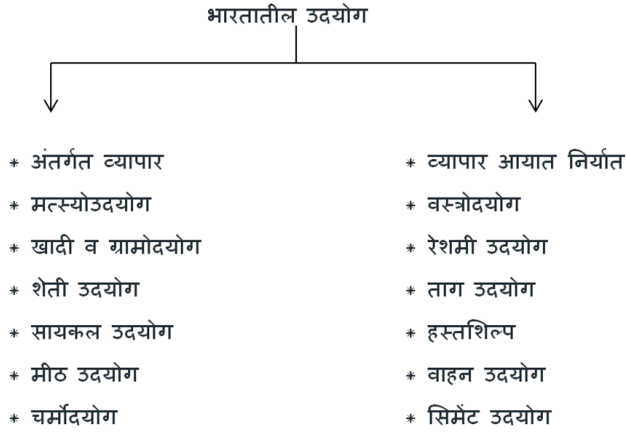 भारतातील उदयोग
* अंतर्गत व्यापार
* मत्स्योउदयोग
* खादी व ग्रामोदयोग
* शेती उदयोग
* सायकल उदयोग
* मीठ उदयोग
* चर्मोदयोग
* व्यापार आयात निर्यात
* वस्त्रोदयोग
* रेशमी उदयोग
* ताग उदयोग
* हस्तशिल्प
* वाहन उदयोग
* सिमेंट उदयोग